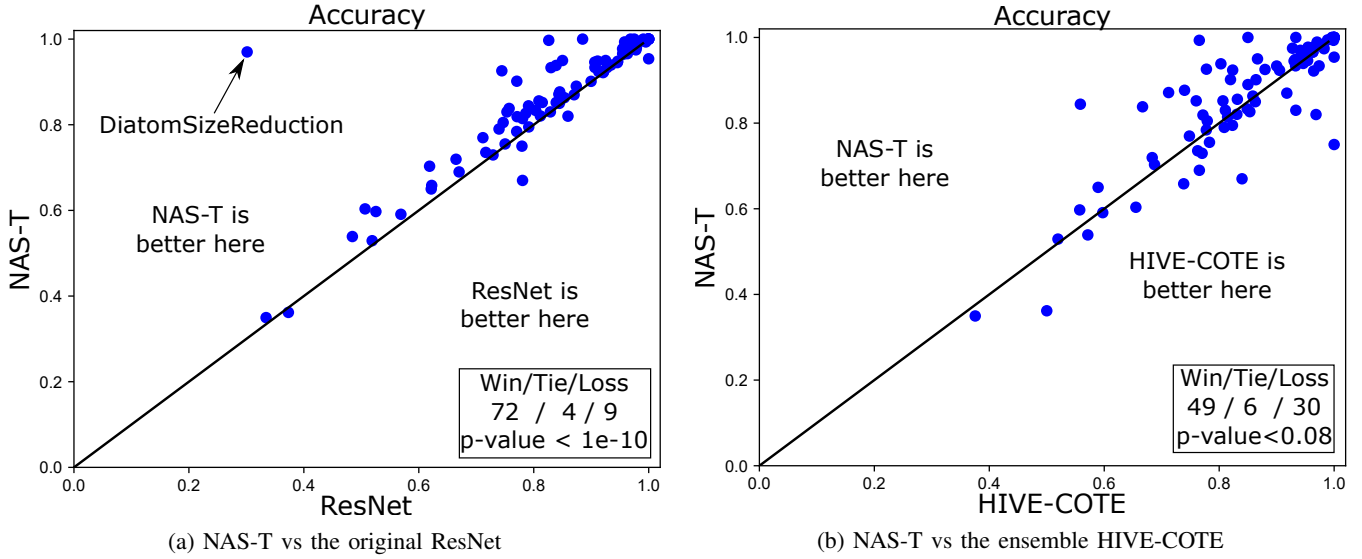 Accuracy
1.0
0.8
0.6
0.4
0.2
0.0
NAS-T
DiatomSizeReduction
NAS-T is
better here
ResNet is
better here
Win/Tie/Loss
72 / 4 / 9
p-value < 1e-10
0.0 0.2 0.4 0.6 0.8 1.0
ResNet
(a) NAS-T vs the original ResNet
Accuracy
1.0
0.8
0.6
0.4
0.2
0.0
NAS-T
NAS-T is
better here
HIVE-COTE is
better here
Win/Tie/Loss
49 / 6 / 30
p-value<0.08
0.0 0.2 0.4 0.6 0.8 1.0
HIVE-COTE
(b) NAS-T vs the ensemble HIVE-COTE